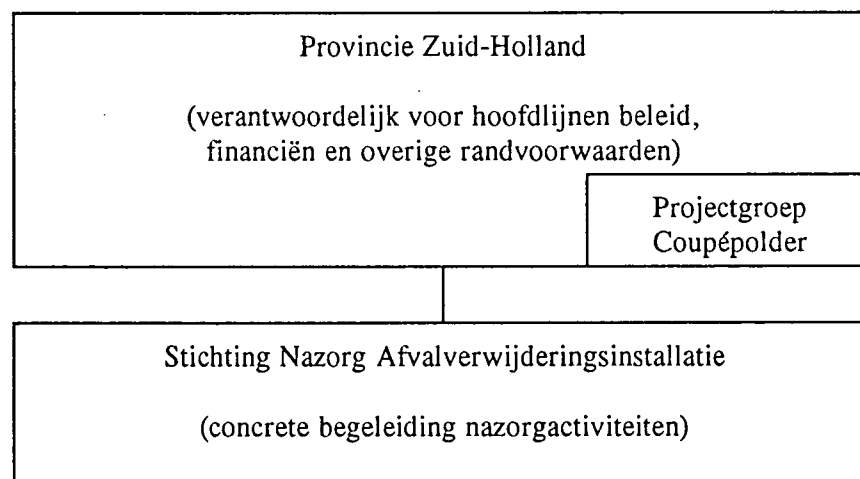 Provincie Zuid-Holland
(verantwoordelijk voor hoofdlijnen beleid,
financiën en overige randvoorwaarden)
Projectgroep
Coupépolder
Stichting Nazorg Afvalverwijderingsinstallatie
(concrete begeleiding nazorgactiviteiten)